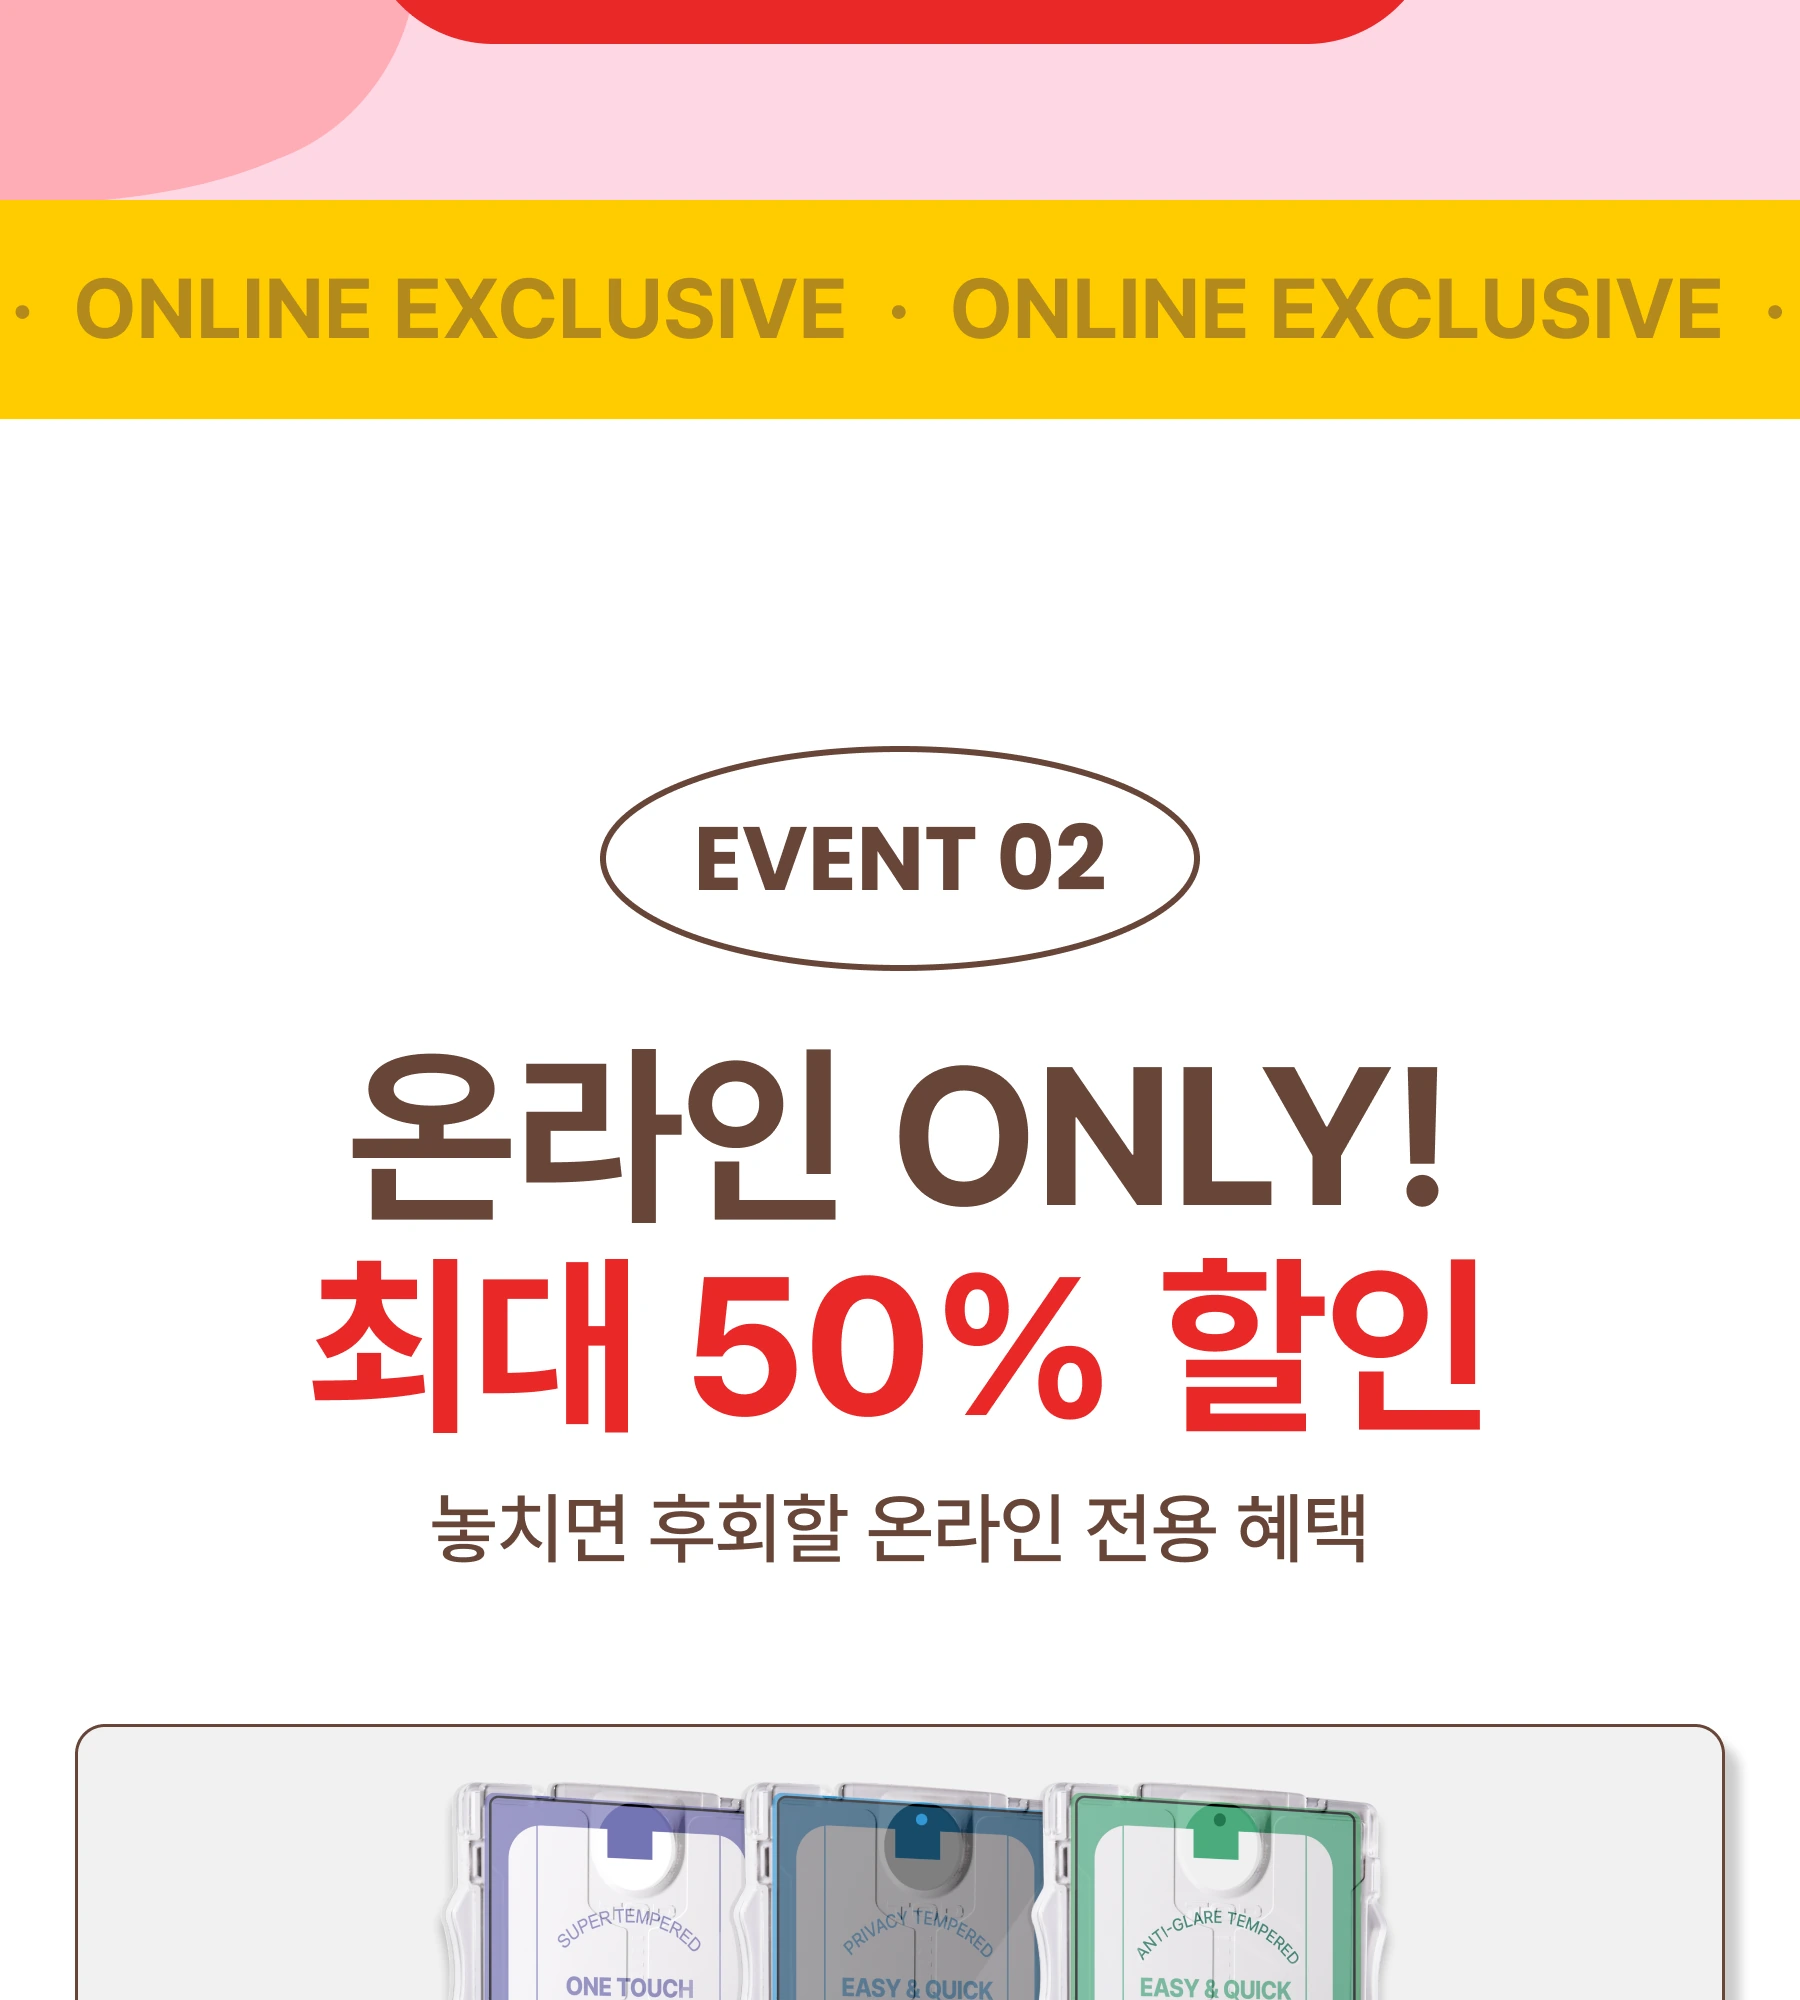 • ONLINE EXCLUSIVE • ONLINE EXCLUSIVE •
EVENT 02
온라인 ONLY!
최대 50% 할인
놓치면 후회할 온라인 전용 혜택
SUPER TEMPERED
ONE TOUCH
PRIVACY TEMPERED
EASY & QUICK
ANTI-GLARE TEMPERED
EASY & QUICK